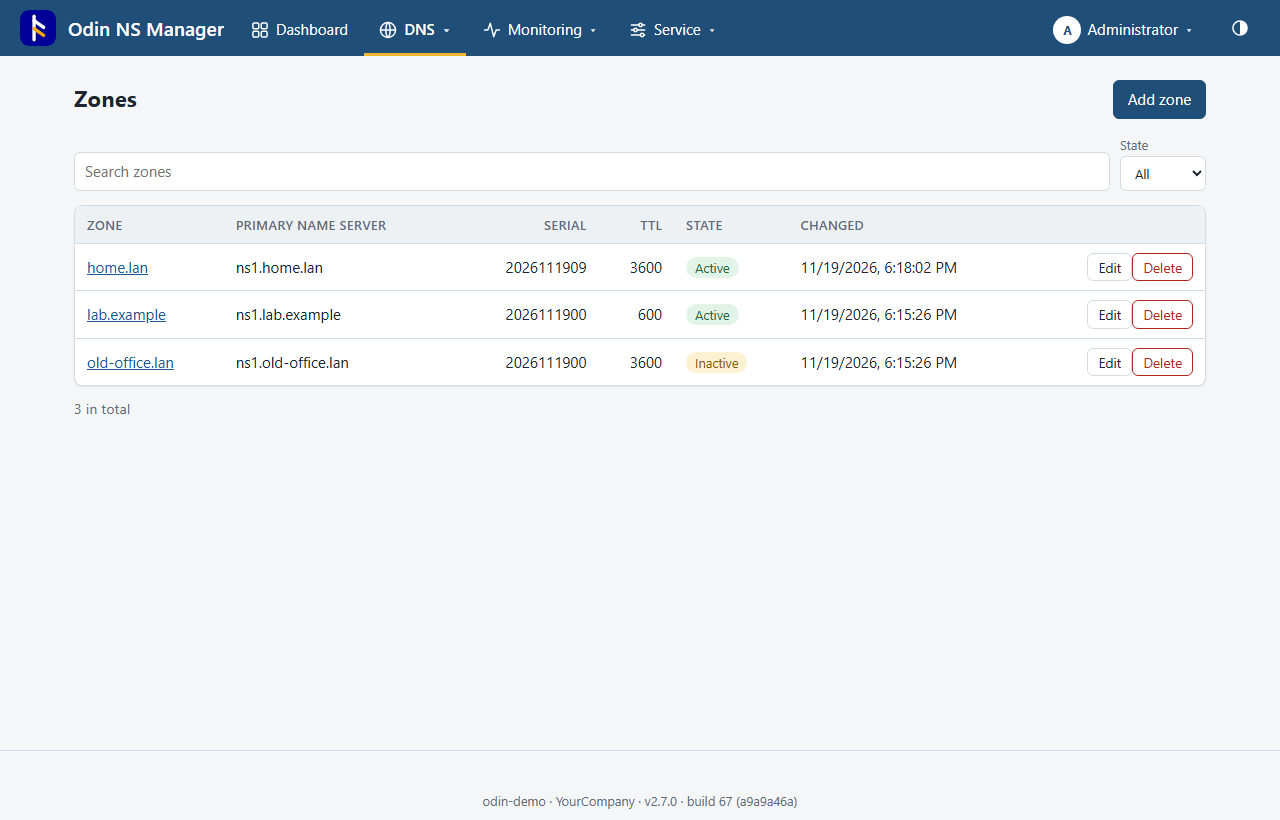 Odin NS Manager Dashboard DNS Monitoring Service A Administrator
Zones Add zone
State
Search zones All
ZONE PRIMARY NAME SERVER SERIAL TTL STATE CHANGED
home.lan ns1.home.lan 2026111909 3600 Active 11/19/2026, 6:18:02 PM Edit Delete
lab.example ns1.lab.example 2026111900 600 Active 11/19/2026, 6:15:26 PM Edit Delete
old-office.lan ns1.old-office.lan 2026111900 3600 Inactive 11/19/2026, 6:15:26 PM Edit Delete
3 in total
odin-demo · YourCompany · v2.7.0 · build 67 (a9a9a46a)